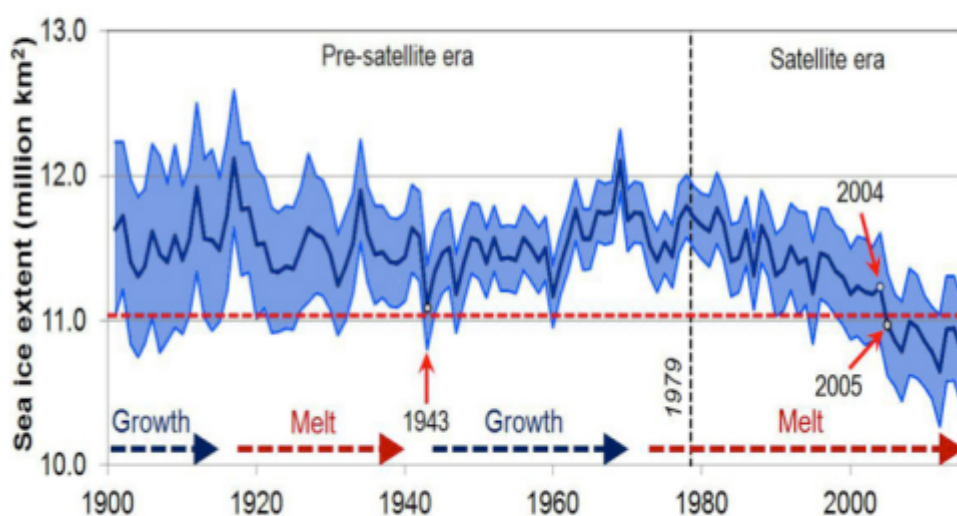 13.0
Pre-satellite era
Satellite era
12.0
2004
11.0
2005
1979
Growth
Melt
1943
Growth
Melt
10.0
1900
1920
1940
1960
1980
2000
Sea ice extent (million km²)